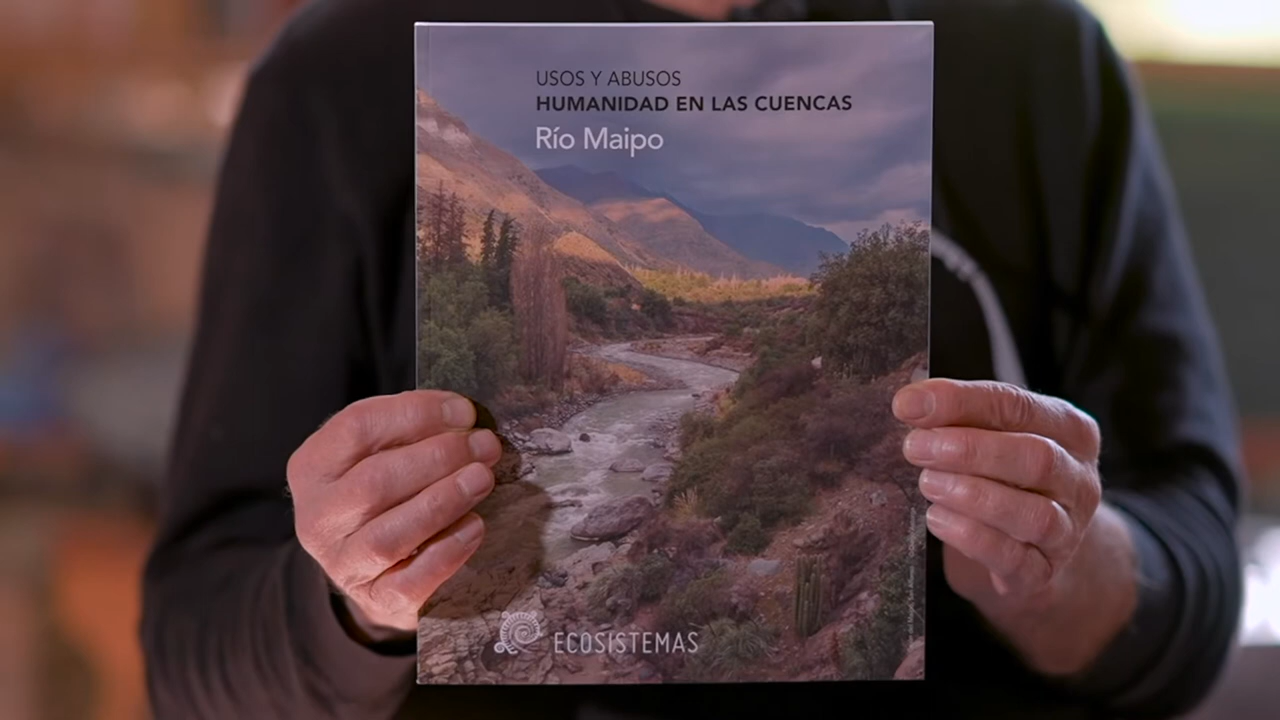 USOS Y ABUSOS
HUMANIDAD EN LAS CUENCAS
Río Maipo
ECOSISTEMAS